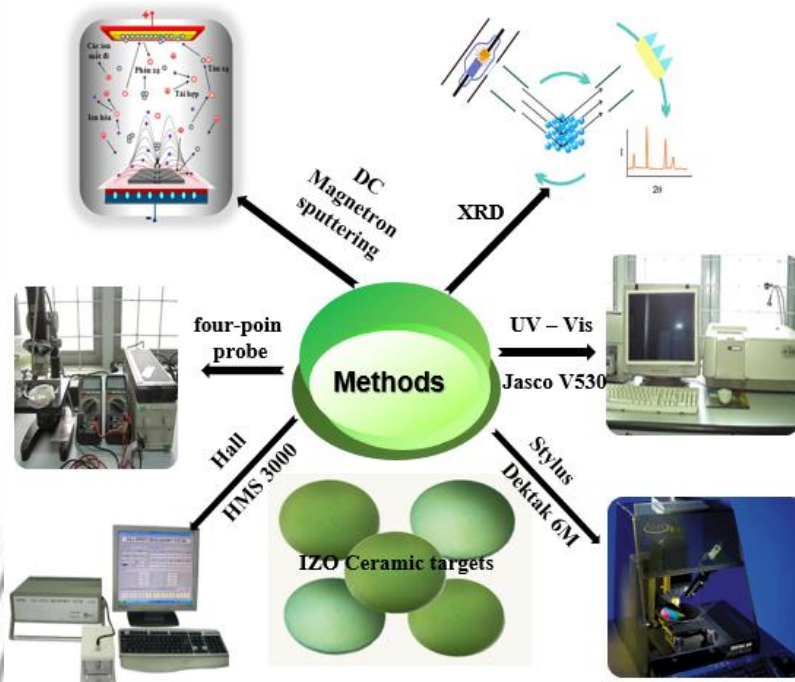 Các ion
mất đi
Phản xạ
Tán xạ
Tái hợp
Ion hóa
DC
Magnetron
sputtering
XRD
I
2θ
four-poin
probe
UV – Vis
Jasco V530
Methods
Hall
HMS 3000
Stylus
Dektak 6M
IZO Ceramic targets